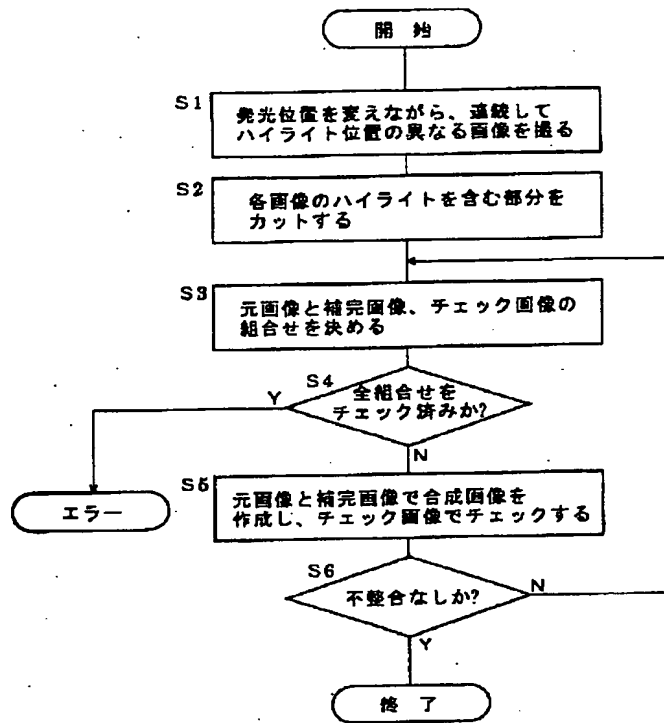 開始
S1
発光位置を変えながら、連続して
ハイライト位置の異なる画像を撮る
S2
各画像のハイライトを含む部分を
カットする
S3
元画像と補完画像、チェック画像の
組合せを決める
S4
全組合せを
チェック済みか?
Y
N
エラー
S5
元画像と補完画像で合成画像を
作成し、チェック画像でチェックする
S6
不整合なしか?
N
Y
終了